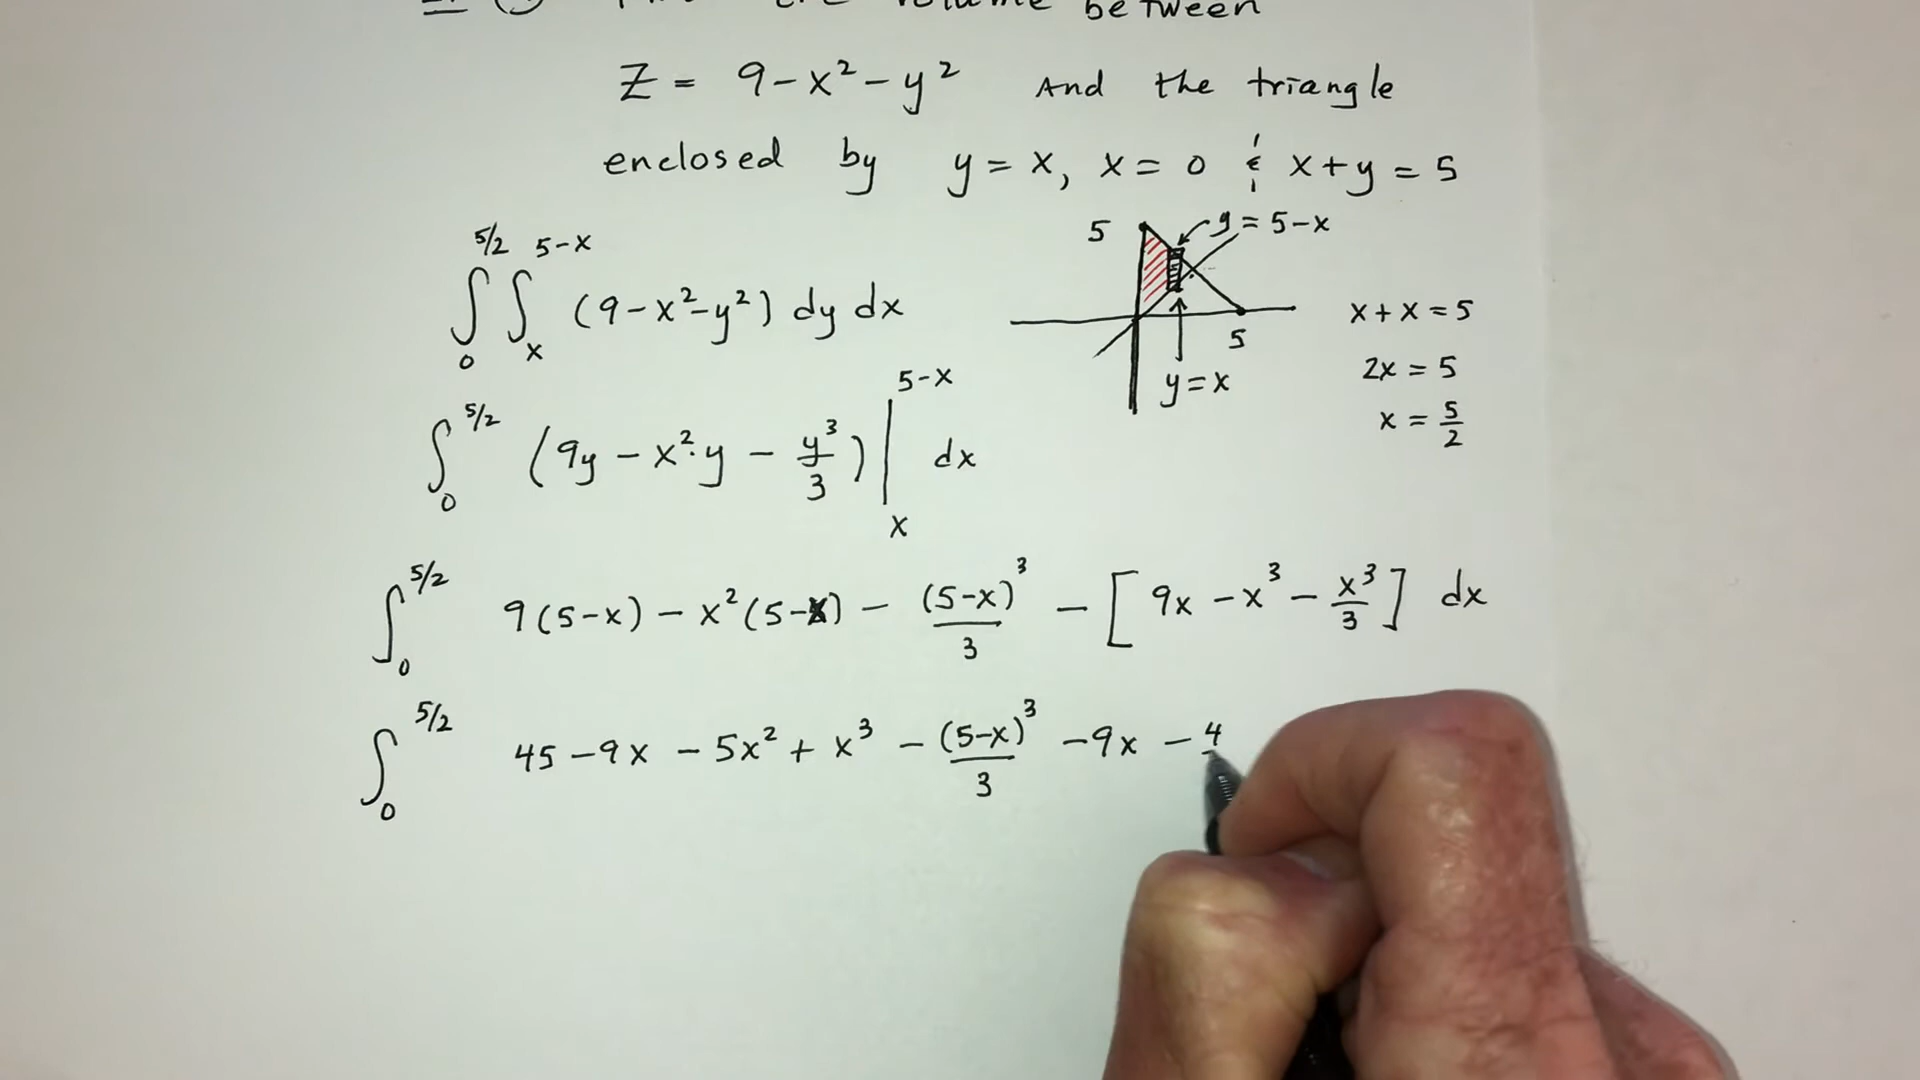 the volume between
Z = 9-x²-y² And the triangle
enclosed by y=x, x=0 & x+y=5
∫₀^{5/2} ∫ₓ^{5-x} (9-x²-y²) dy dx
5
y=5-x
5
y=x
x+x=5
2x=5
x=5/2
∫₀^{5/2} (9y - x²·y - y³/3) |ₓ^{5-x} dx
∫₀^{5/2} 9(5-x) - x²(5-x) - (5-x)³/3 - [9x - x³ - x³/3] dx
∫₀^{5/2} 45 - 9x - 5x² + x³ - (5-x)³/3 - 9x - 4